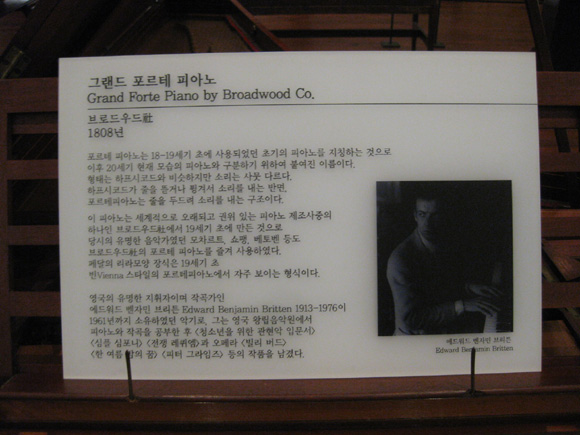 그랜드 포르테 피아노
Grand Forte Piano by Broadwood Co.
브로드우드社
1808년
포르테 피아노는 18-19세기 초에 사용되었던 초기의 피아노를 지칭하는 것으로
이후 20세기 현재 모습의 피아노와 구분하기 위하여 붙여진 이름이다.
형태는 하프시코드와 비슷하지만 소리는 사뭇 다르다.
하프시코드가 줄을 뜯거나 튕겨서 소리를 내는 반면,
포르테피아노는 줄을 두드려 소리를 내는 구조이다.
이 피아노는 세계적으로 오래되고 권위 있는 피아노 제조사중의
하나인 브로드우드社에서 19세기 초에 만든 것으로
당시의 유명한 음악가였던 모차르트, 쇼팽, 베토벤 등도
브로드우드社의 포르테 피아노를 즐겨 사용하였다.
페달의 리라모양 장식은 19세기 초
빈Vienna 스타일의 포르테피아노에서 자주 보이는 형식이다.
영국의 유명한 지휘자이며 작곡가인
에드워드 벤자민 브리튼 Edward Benjamin Britten 1913-1976이
1961년까지 소유하였던 악기로, 그는 영국 왕립음악원에서
피아노와 작곡을 공부한 후 <청소년을 위한 관현악 입문서>
<심플 심포니> <전쟁 레퀴엠>과 오페라 <빌리 버드>
<한 여름 밤의 꿈> <피터 그라임즈> 등의 작품을 남겼다.
에드워드 벤자민 브리튼
Edward Benjamin Britten